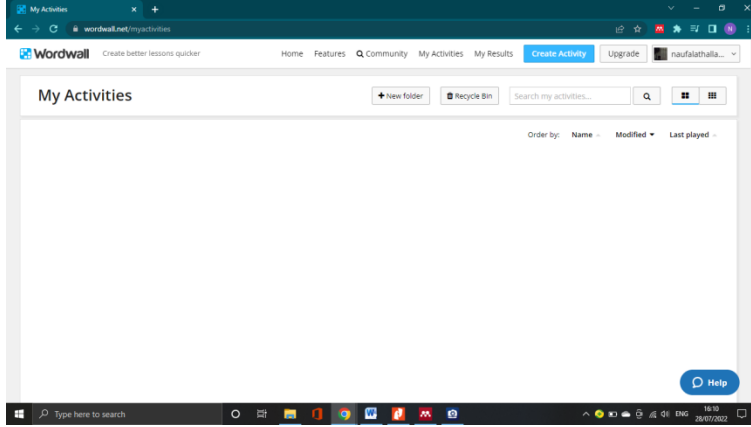 My Activities
wordwall.net/myactivities
N
Wordwall Create better lessons quicker Home Features Community My Activities My Results Create Activity Upgrade naufalathalla...
My Activities New folder Recycle Bin Search my activities...
Order by: Name Modified Last played
Help
Type here to search
ENG
16:10
28/07/2022